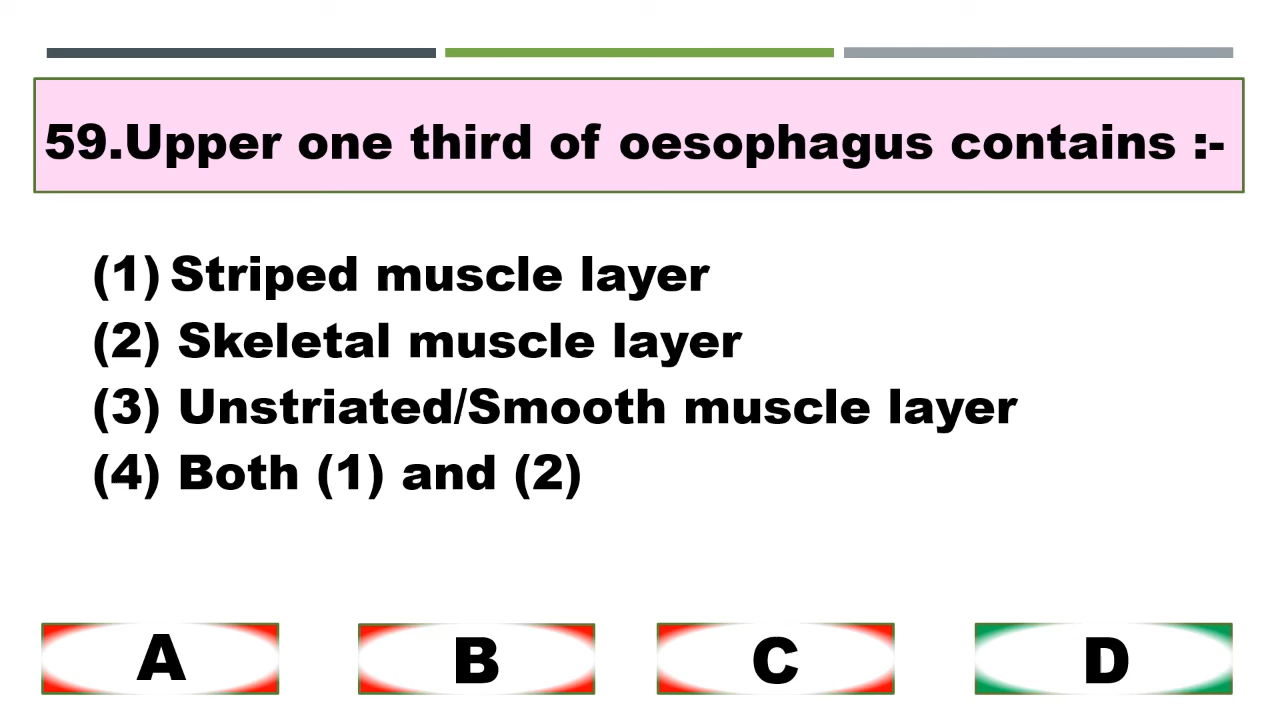 59.Upper one third of oesophagus contains :-
(1) Striped muscle layer
(2) Skeletal muscle layer
(3) Unstriated/Smooth muscle layer
(4) Both (1) and (2)
A B C D